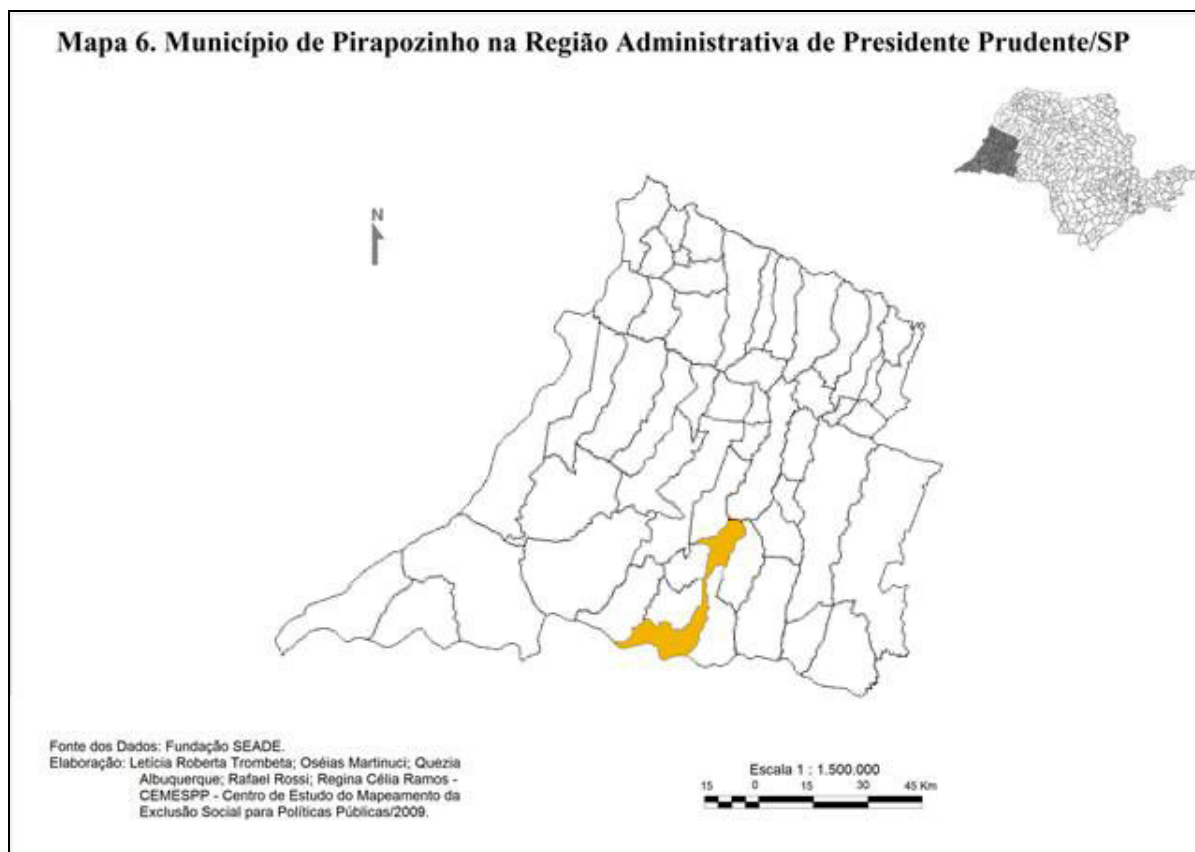 Mapa 6. Município de Pirapozinho na Região Administrativa de Presidente Prudente/SP
N
Fonte dos Dados: Fundação SEADE.
Elaboração: Letícia Roberta Trombeta; Oséias Martinuci; Quezia
Albuquerque; Rafael Rossi; Regina Célia Ramos -
CEMESPP - Centro de Estudo do Mapeamento da
Exclusão Social para Políticas Públicas/2009.
Escala 1 : 1.500.000
15 0 15 30 45 Km